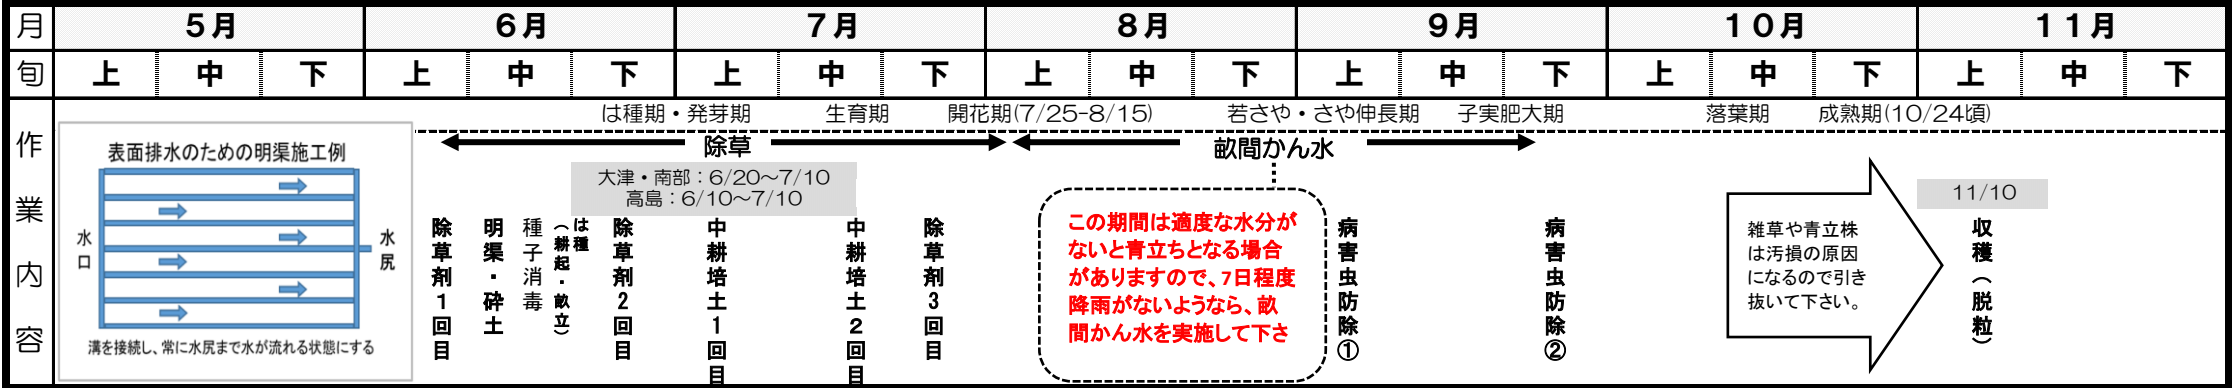 月 5月 6月 7月 8月 9月 10月 11月
旬 上 中 下 上 中 下 上 中 下 上 中 下 上 中 下 上 中 下 上 中 下
作業内容
は種期・発芽期 生育期 開花期(7/25-8/15) 若さや・さや伸長期 子実肥大期 落葉期 成熟期(10/24頃)
除草 畝間かん水
表面排水のための明渠施工例
水口
水尻
溝を接続し、常に水尻まで水が流れる状態にする
大津・南部：6/20～7/10
高島：6/10～7/10
除草剤1回目
明渠・砕土
種子消毒
は種
（耕起・畝立）
除草剤2回目
中耕培土1回目
中耕培土2回目
除草剤3回目
この期間は適度な水分が
ないと青立ちとなる場合
がありますので、7日程度
降雨がないようなら、畝
間かん水を実施して下さ
病害虫防除①
病害虫防除②
雑草や青立株
は汚損の原因
になるので引き
抜いて下さい。
11/10
収穫（脱粒）